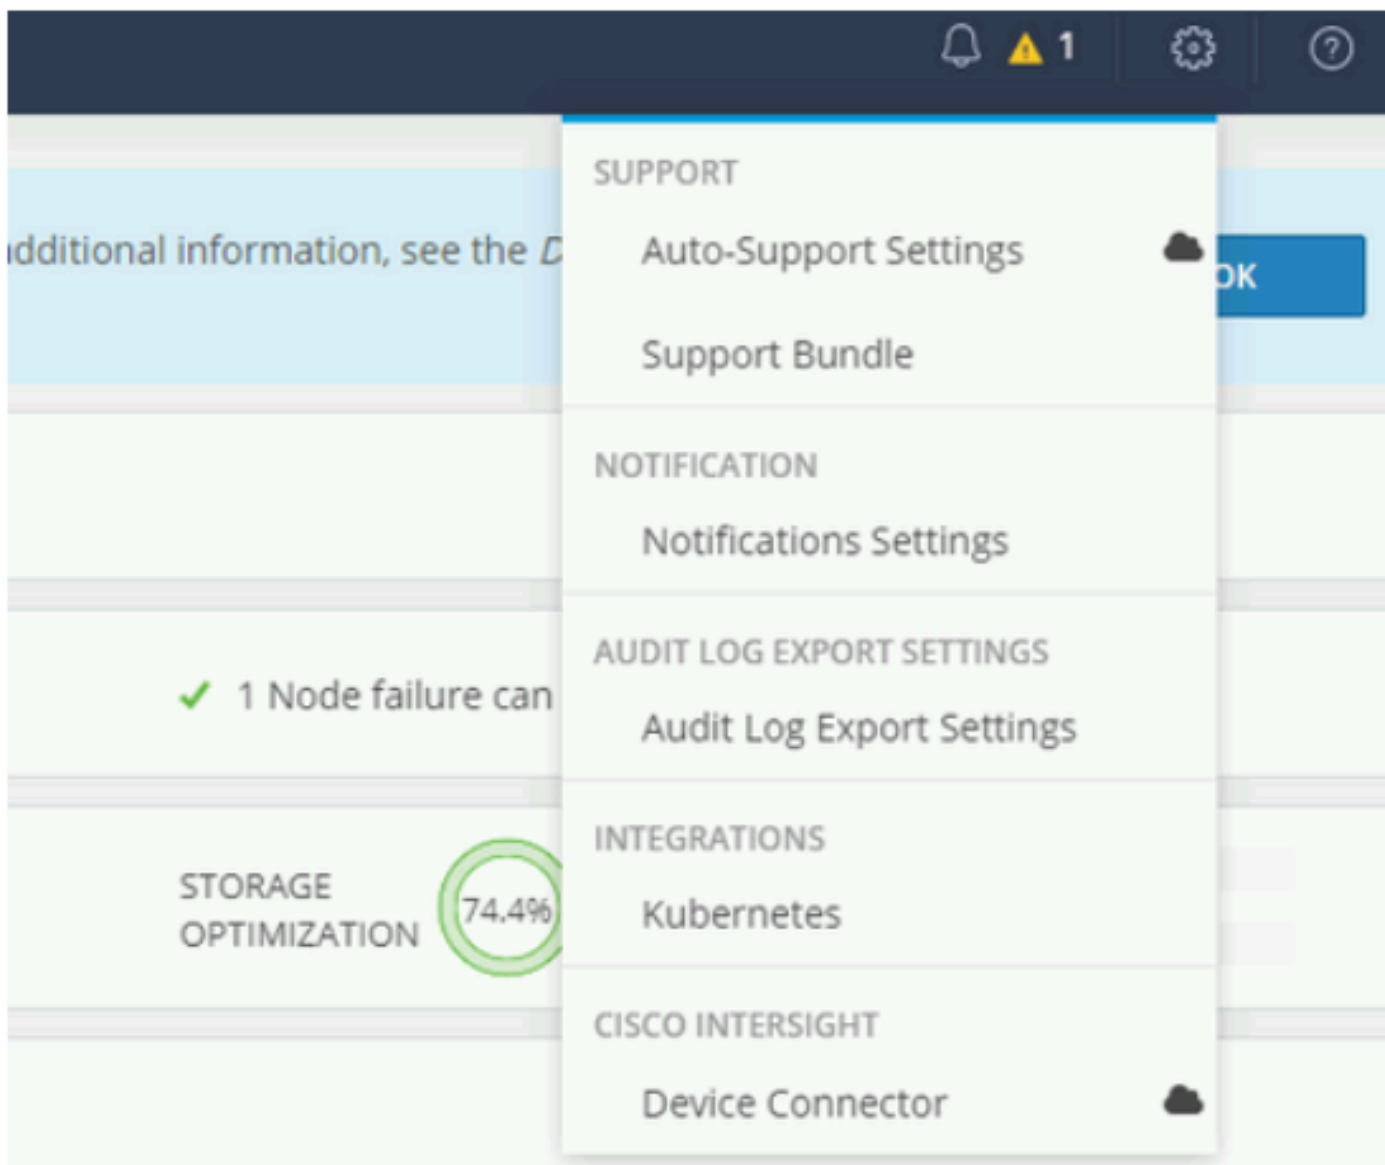 1
SUPPORT
additional information, see the D
Auto-Support Settings
OK
Support Bundle
NOTIFICATION
Notifications Settings
AUDIT LOG EXPORT SETTINGS
1 Node failure can
Audit Log Export Settings
INTEGRATIONS
STORAGE
OPTIMIZATION
74.4%
Kubernetes
CISCO INTERSIGHT
Device Connector